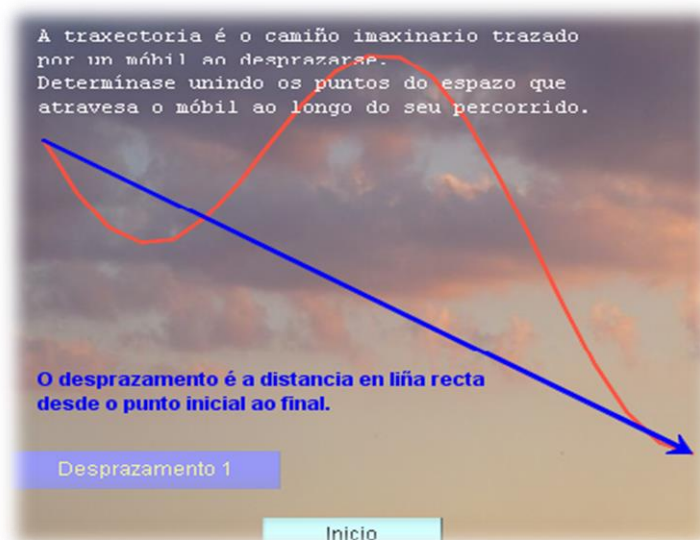 A traxectoria é o camiño imaxinario trazado
por un móbil ao desprazarse.
Determínase unindo os puntos do espazo que
atravesa o móbil ao longo do seu percorrido.
O desprazamento é a distancia en liña recta
desde o punto inicial ao final.
Desprazamento 1
Inicio